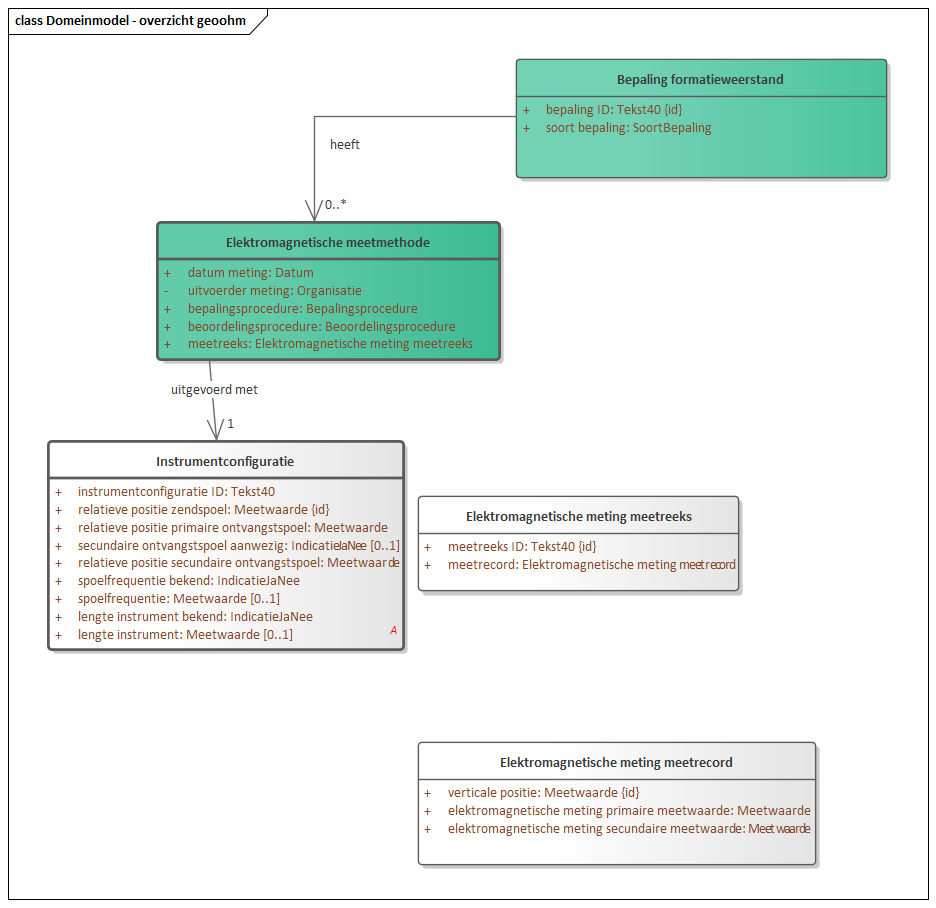 class Domeinmodel - overzicht geoohm
Bepaling formatieweerstand
+ bepaling ID: Tekst40 {id}
+ soort bepaling: SoortBepaling
heeft
0..*
Elektromagnetische meetmethode
+ datum meting: Datum
- uitvoerder meting: Organisatie
+ bepalingsprocedure: Bepalingsprocedure
+ beoordelingsprocedure: Beoordelingsprocedure
+ meetreeks: Elektromagnetische meting meetreeks
uitgevoerd met
1
Instrumentconfiguratie
+ instrumentconfiguratie ID: Tekst40
+ relatieve positie zendspoel: Meetwaarde {id}
+ relatieve positie primaire ontvangstspoel: Meetwaarde
+ secundaire ontvangstspoel aanwezig: IndicatieJaNee [0..1]
+ relatieve positie secundaire ontvangstspoel: Meetwaarde
+ spoelfrequentie bekend: IndicatieJaNee
+ spoelfrequentie: Meetwaarde [0..1]
+ lengte instrument bekend: IndicatieJaNee
+ lengte instrument: Meetwaarde [0..1]
A
Elektromagnetische meting meetreeks
+ meetreeks ID: Tekst40 {id}
+ meetrecord: Elektromagnetische meting meetrecord
Elektromagnetische meting meetrecord
+ verticale positie: Meetwaarde {id}
+ elektromagnetische meting primaire meetwaarde: Meetwaarde
+ elektromagnetische meting secundaire meetwaarde: Meetwaarde